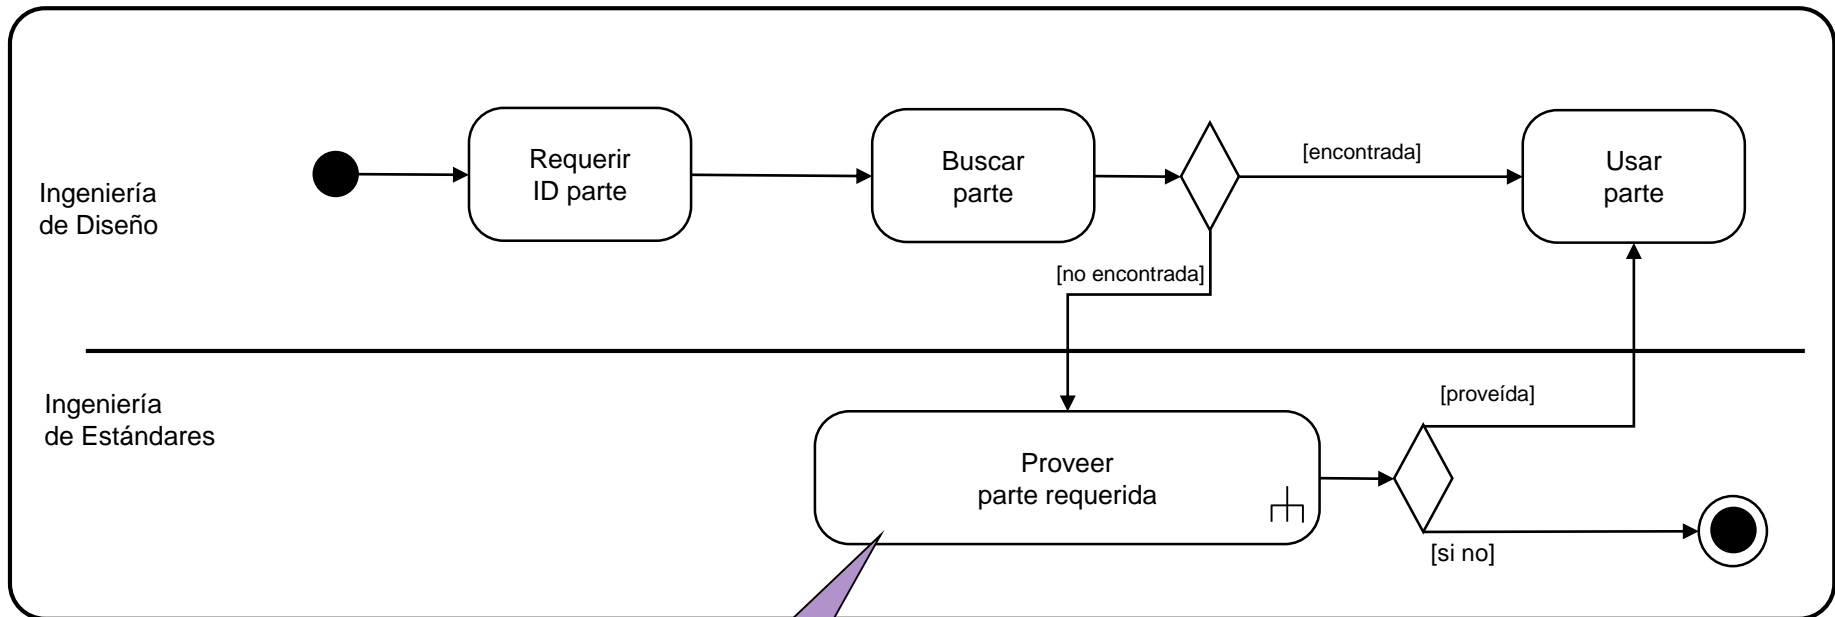 Ingeniería
de Diseño
Requerir
ID parte
Buscar
parte
[encontrada]
Usar
parte
[no encontrada]
Ingeniería
de Estándares
Proveer
parte requerida
[proveída]
[si no]